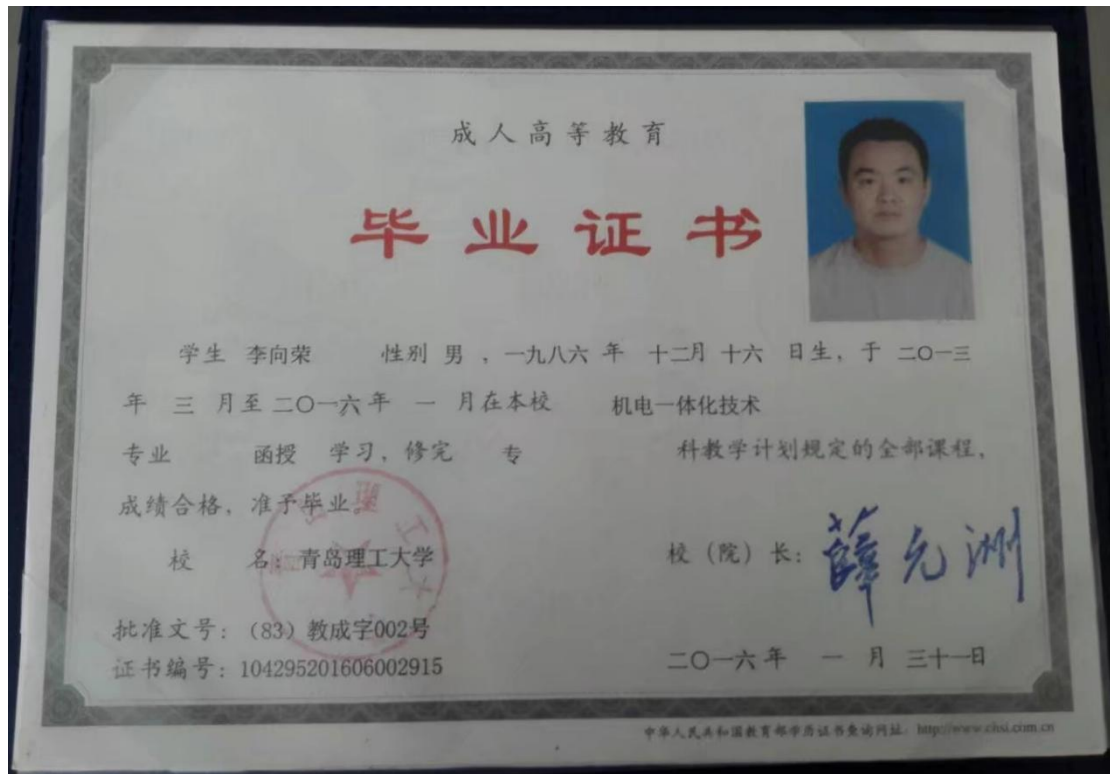 成人高等教育
毕业证书
学生 李向荣 性别 男 ，一九八六 年 十二月 十六 日生，于 二〇一三
年 三 月至 二〇一六年 一 月在本校 机电一体化技术
专业 函授 学习，修完 专 科教学计划规定的全部课程，
成绩合格，准予毕业。
校 名：青岛理工大学 校（院）长：薛允洲
批准文号：（83）教成字002号
证书编号：104295201606002915 二〇一六年 一 月 三十一日
中华人民共和国教育部学历证书查询网址：http://www.chsi.com.cn